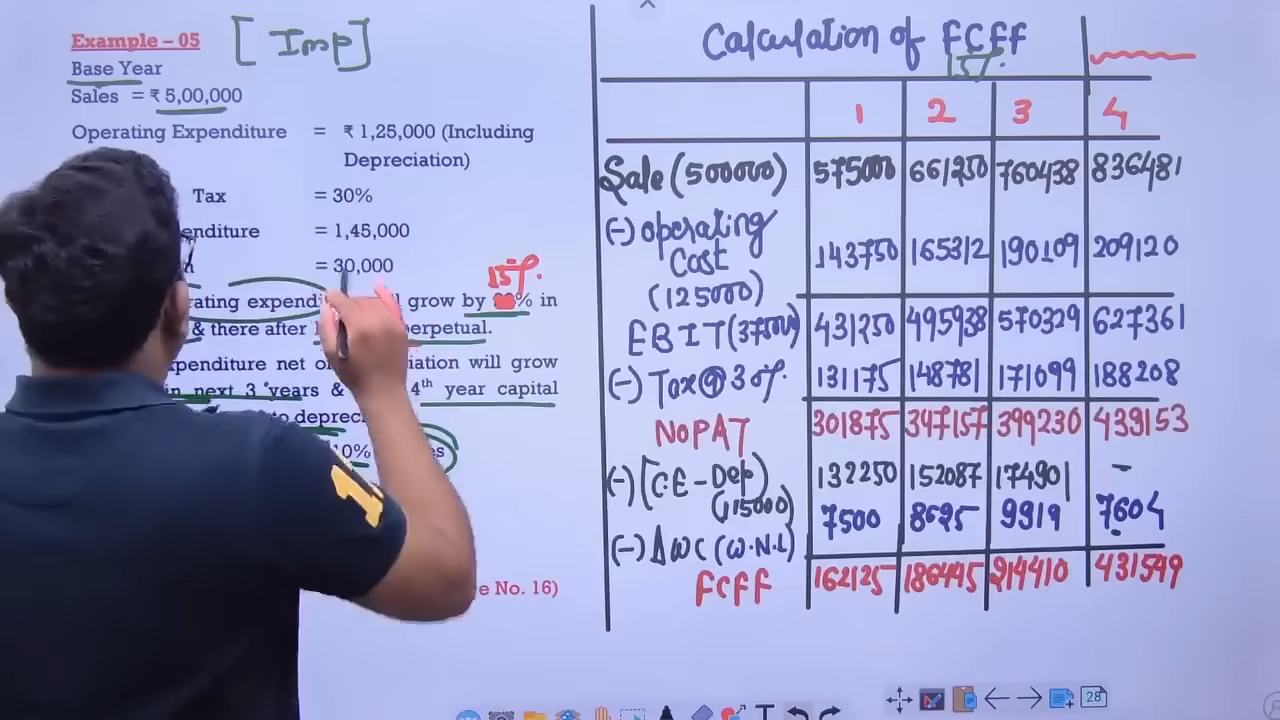 Example – 05 [Imp]
Base Year
Sales = ₹ 5,00,000
Operating Expenditure = ₹ 1,25,000 (Including
Depreciation)
Tax = 30%
enditure = 1,45,000
= 30,000
15%.
rating expendi grow by % in
& there after perpetual.
penditure net o iation will grow
in next 3 years & 4th year capital
to deprec
10%
e No. 16)
Calculation of FCFF
15%
1 2 3 4
Sale (500000) 575000 661250 760438 836481
(-) Operating
Cost 143750 165312 190109 209120
(125000)
EBIT (375000) 431250 495938 570329 627361
(-) Tax @ 30%. 131175 148781 171099 188208
NOPAT 301875 347157 399230 439153
(-) [C.E - Dep) 132250 152087 174901 -
(115000) 7500 8625 9919 7604
(-) Δ WC (W.N.1)
FCFF 162125 186445 214410 431549
28